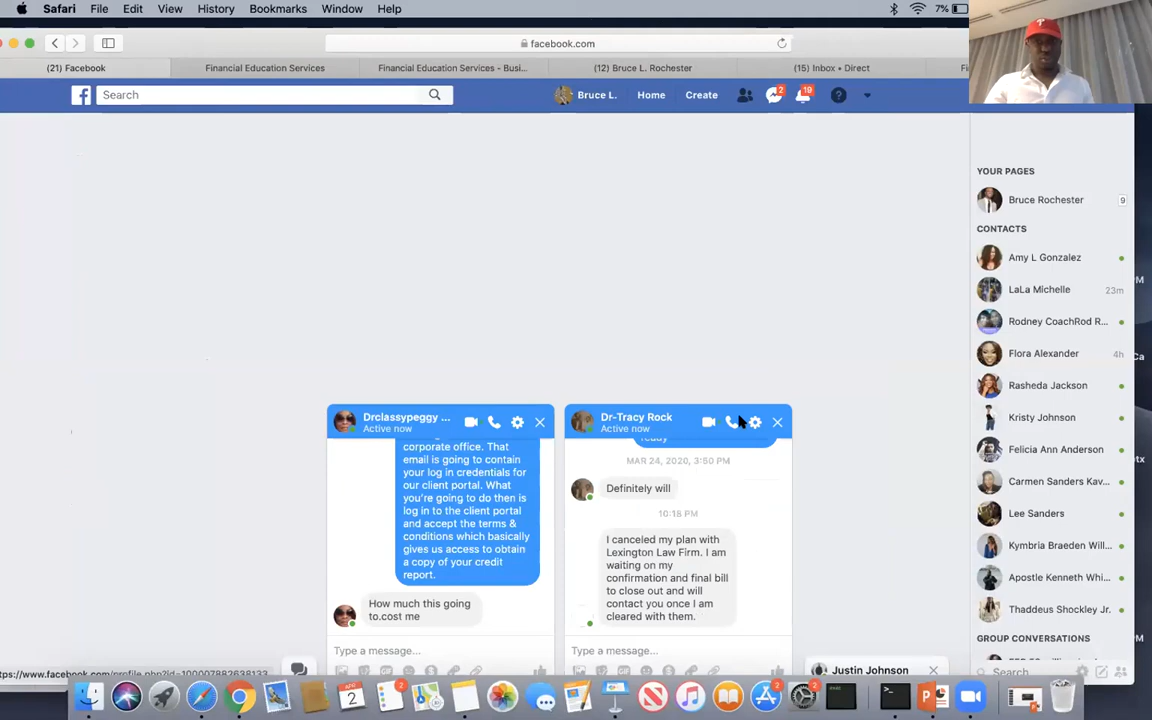 Safari File Edit View History Bookmarks Window Help 7%
facebook.com
(21) Facebook Financial Education Services Financial Education Services - Busi... (12) Bruce L. Rochester (15) Inbox • Direct
Search Bruce L. Home Create 2 19
YOUR PAGES
Bruce Rochester 9
CONTACTS
Amy L Gonzalez
LaLa Michelle 23m
Rodney CoachRod R...
Flora Alexander 4h
Rasheda Jackson
Kristy Johnson
Felicia Ann Anderson
Carmen Sanders Kav...
Lee Sanders
Kymbria Braeden Will...
Apostle Kenneth Whi...
Thaddeus Shockley Jr.
GROUP CONVERSATIONS
Search
Drclassypeggy ...
Active now
corporate office. That
email is going to contain
your log in credentials for
our client portal. What
you're going to do then is
log in to the client portal
and accept the terms &
conditions which basically
gives us access to obtain
a copy of your credit
report.
How much this going
to.cost me
Type a message...
Dr-Tracy Rock
Active now
ready
MAR 24, 2020, 3:50 PM
Definitely will
10:18 PM
I canceled my plan with
Lexington Law Firm. I am
waiting on my
confirmation and final bill
to close out and will
contact you once I am
cleared with them.
Type a message...
Justin Johnson
APR
2
2
2
2